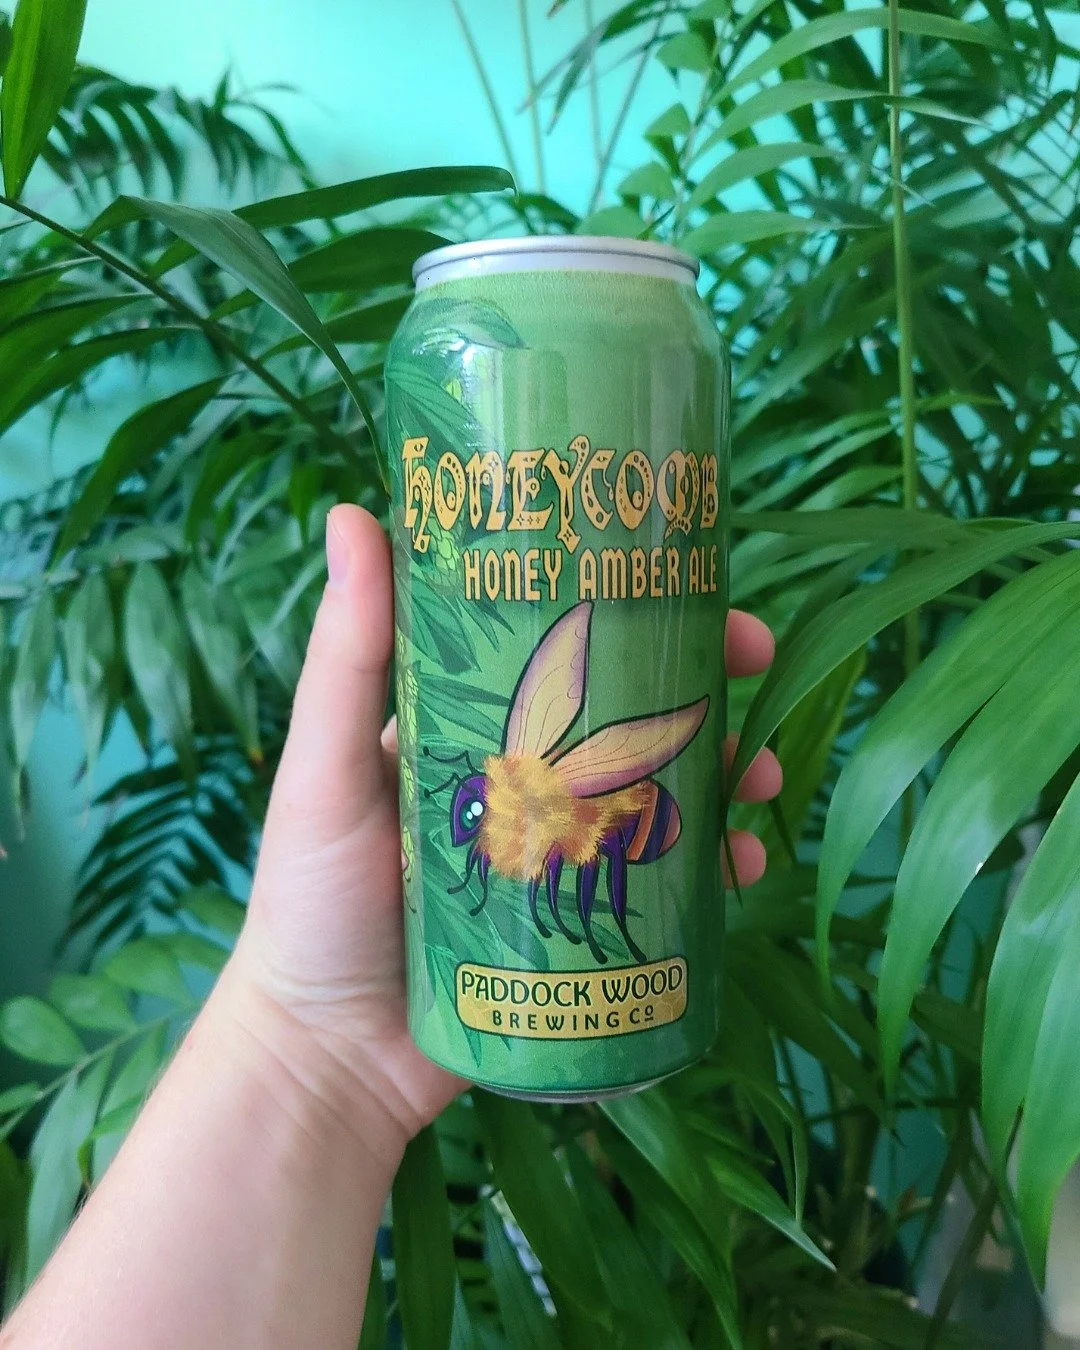 HONEYCOMB
HONEY AMBER ALE
PADDOCK WOOD
BREWING Cº